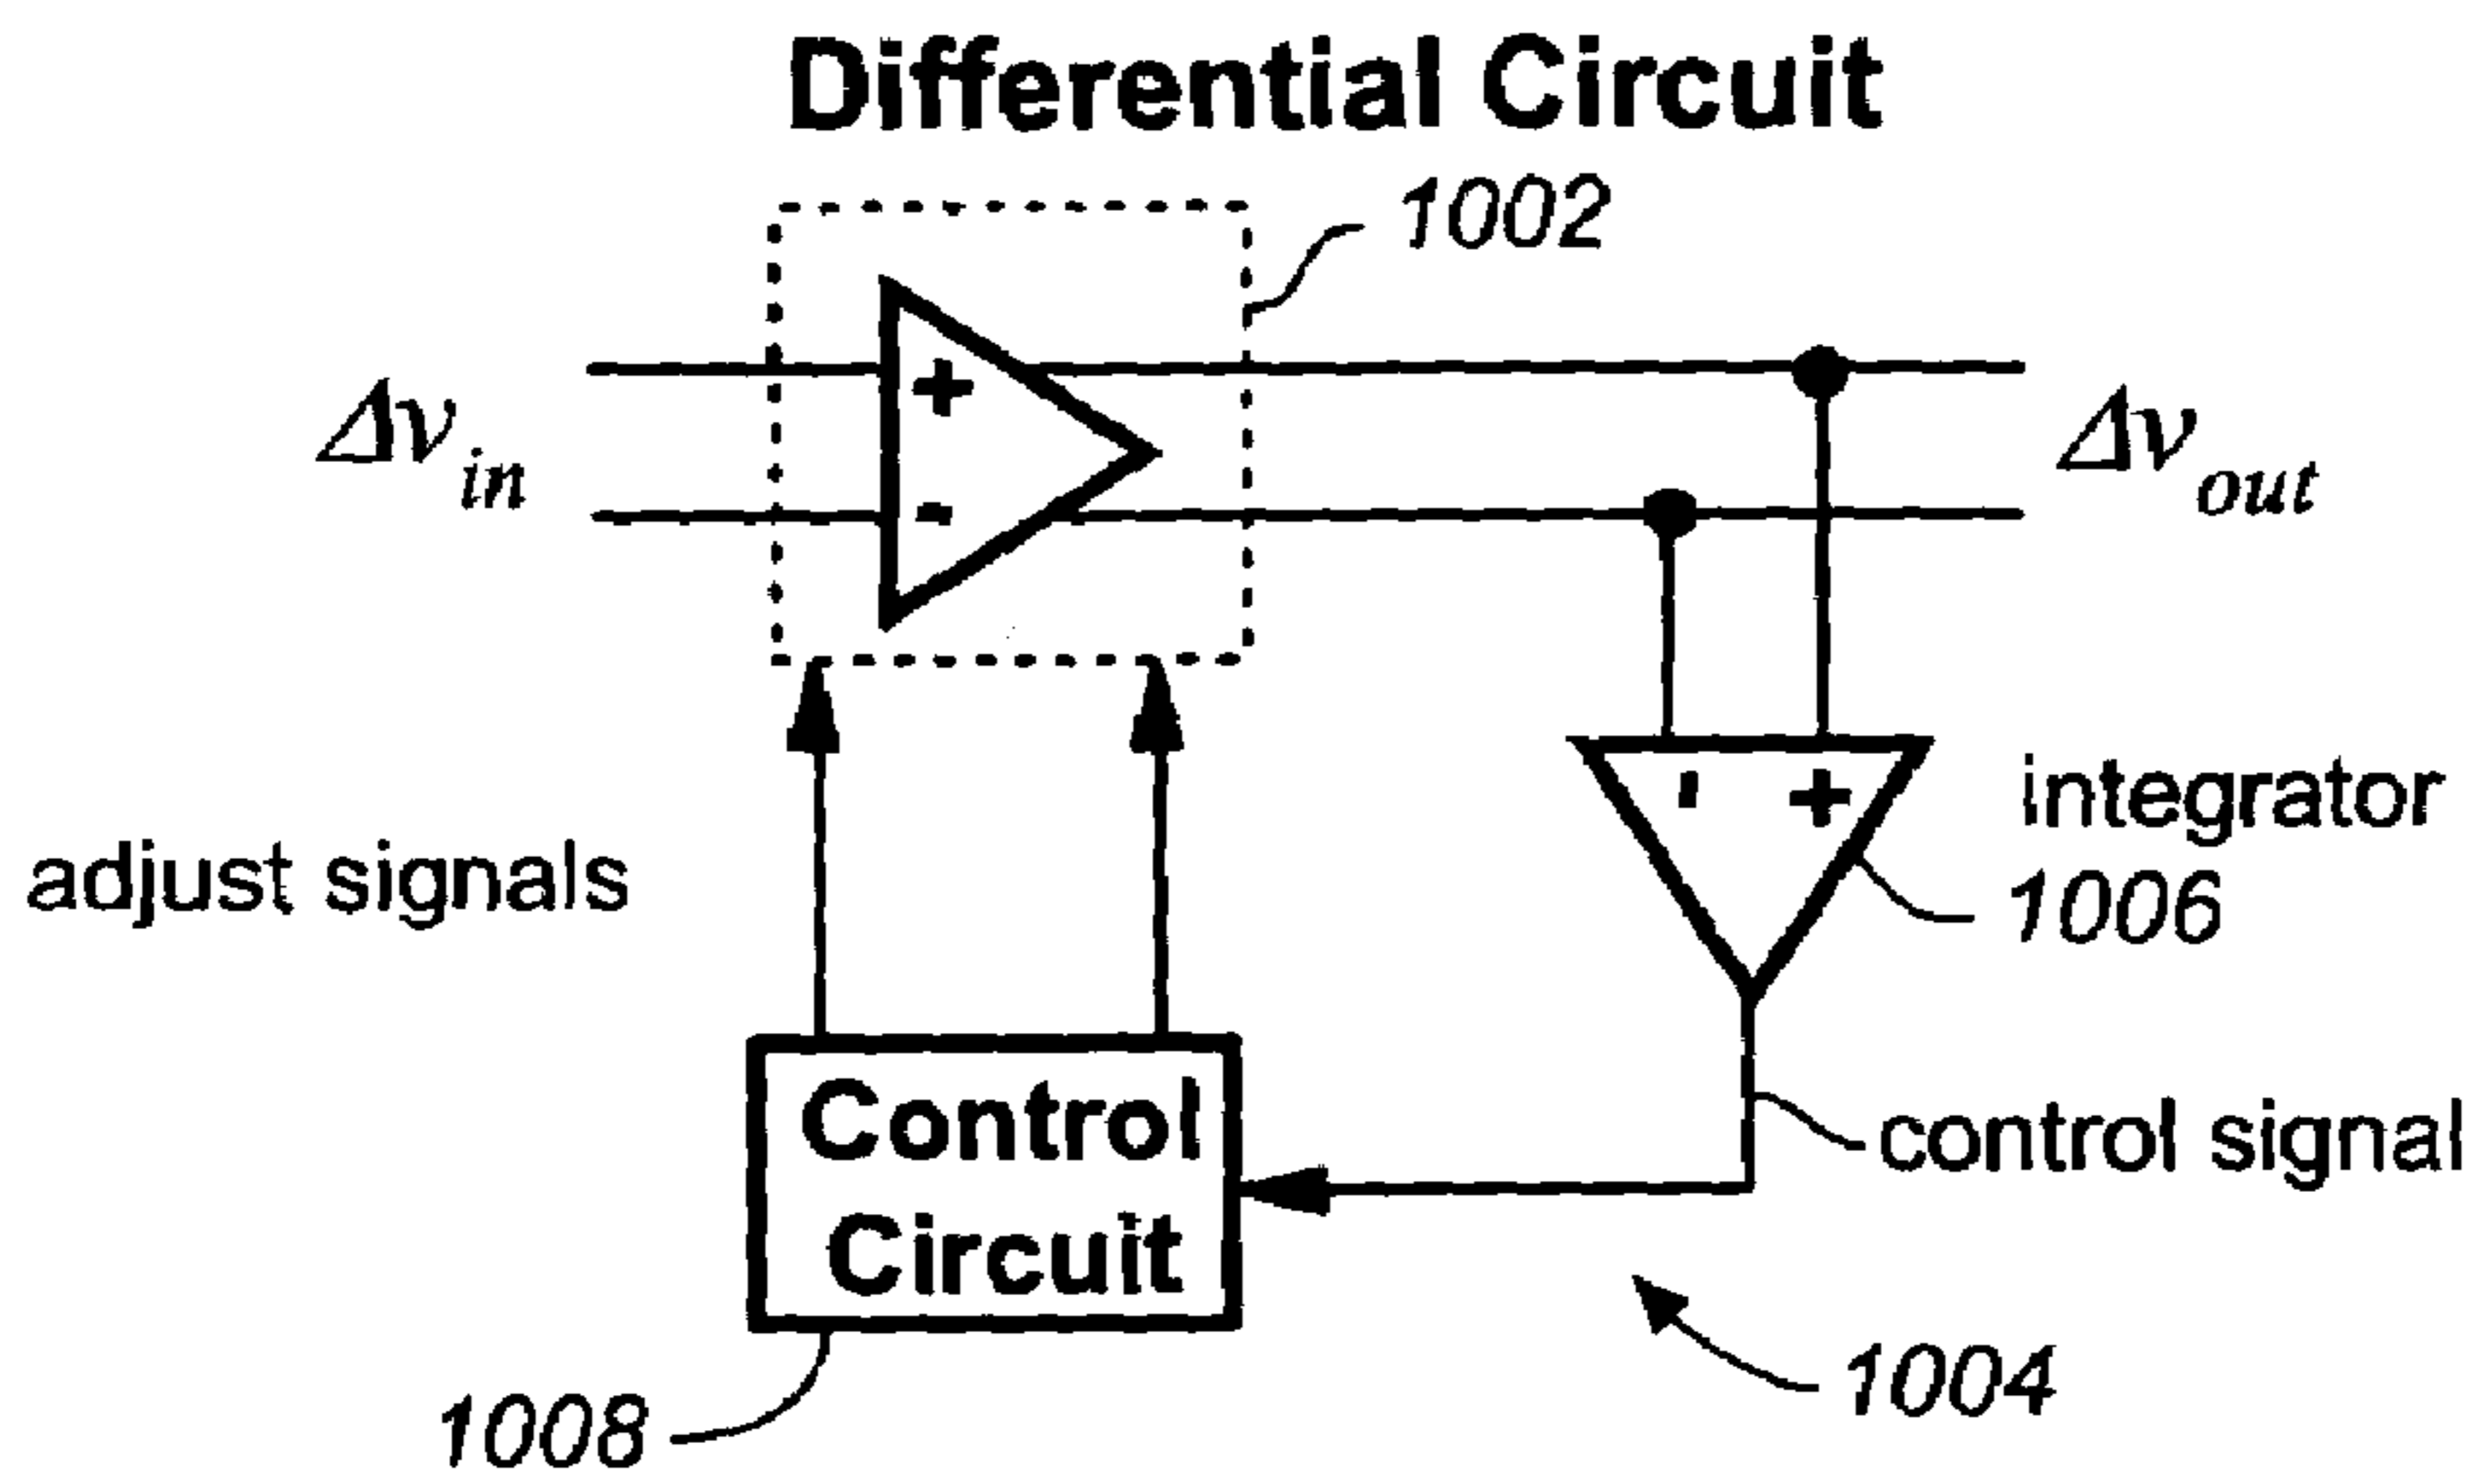 Differential Circuit
1002
+
Δv in
-
Δv out
- +
integrator
1006
adjust signals
Control
Circuit
control signal
1004
1008